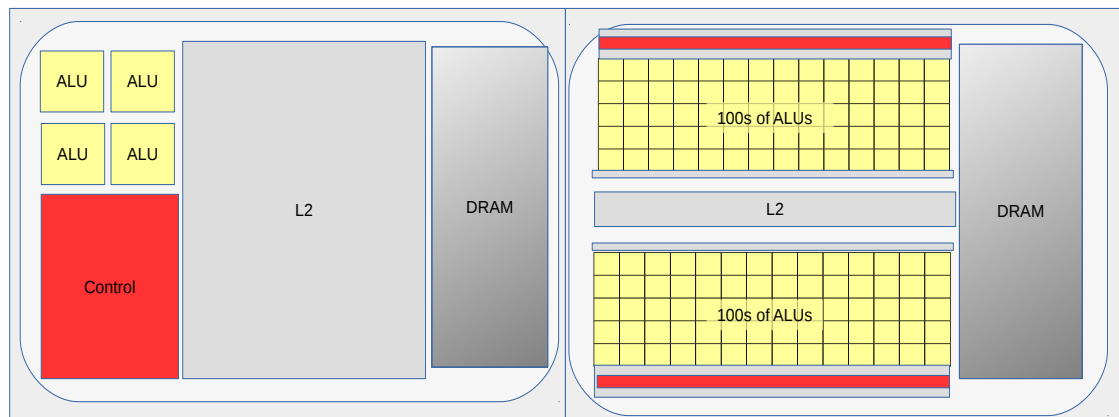 ALU
ALU
ALU
ALU
Control
L2
DRAM
100s of ALUs
L2
100s of ALUs
DRAM